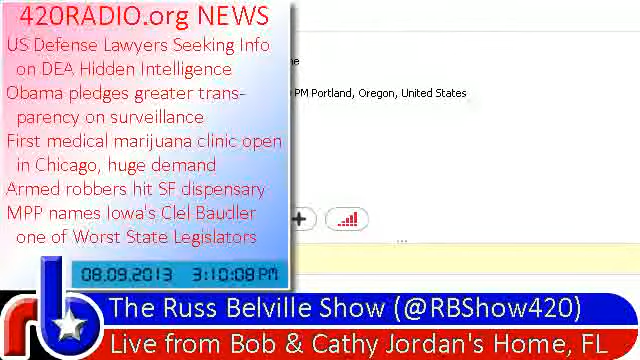 420RADIO.org NEWS
US Defense Lawyers Seeking Info
on DEA Hidden Intelligence
Obama pledges greater trans-
parency on surveillance
First medical marijuana clinic open
in Chicago, huge demand
Armed robbers hit SF dispensary
MPP names Iowa's Clel Baudler
one of Worst State Legislators
PM Portland, Oregon, United States
08.09.2013 3:10:08 PM
rb
The Russ Belville Show (@RBShow420)
Live from Bob & Cathy Jordan's Home, FL